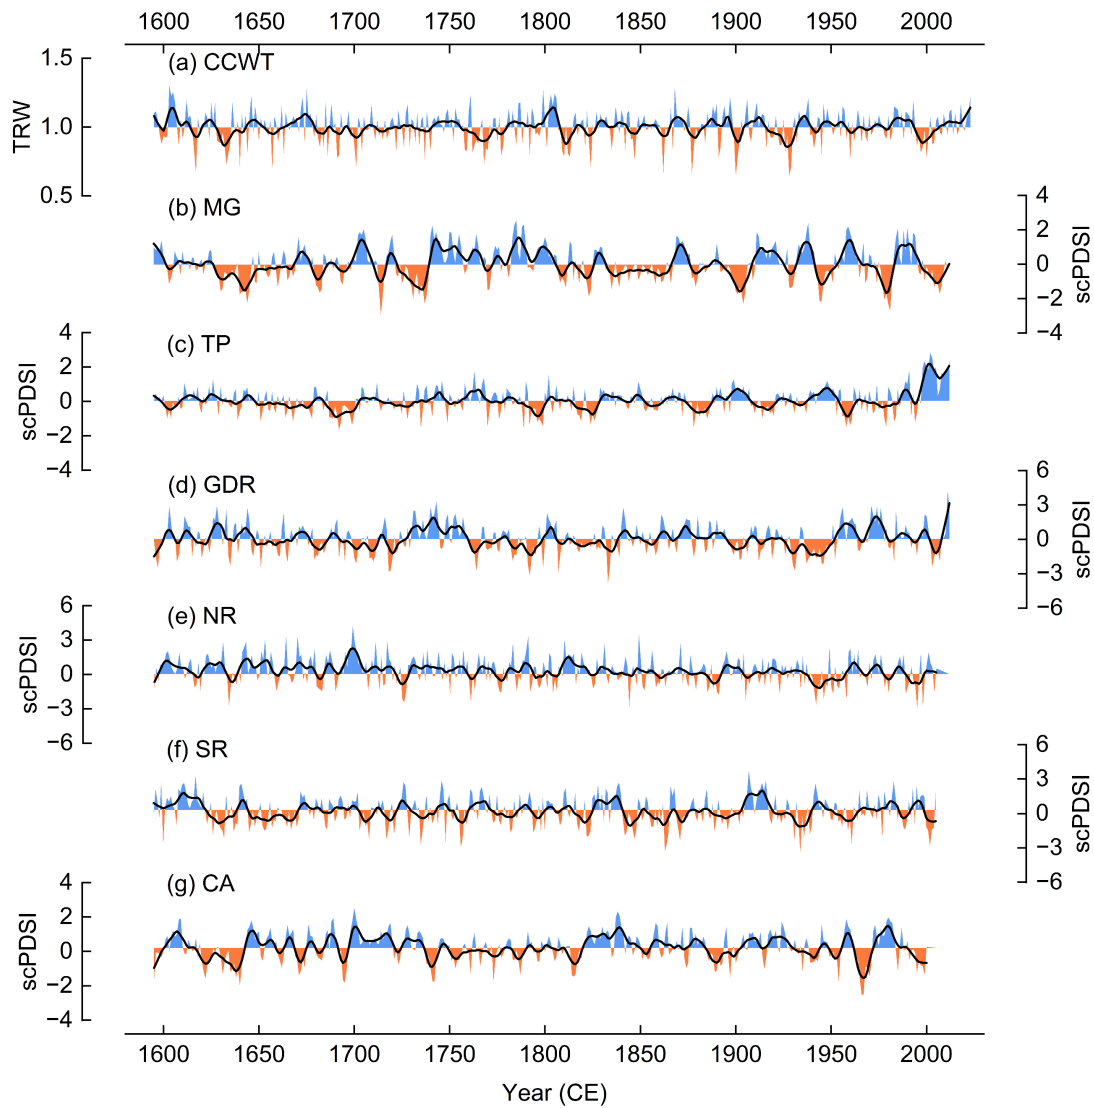 1600 1650 1700 1750 1800 1850 1900 1950 2000
(a) CCWT
1.5
1.0
0.5
TRW
(b) MG
4
2
0
−2
−4
scPDSI
(c) TP
4
2
0
−2
−4
scPDSI
(d) GDR
6
3
0
−3
−6
scPDSI
(e) NR
6
3
0
−3
−6
scPDSI
(f) SR
6
3
0
−3
−6
scPDSI
(g) CA
4
2
0
−2
−4
scPDSI
1600 1650 1700 1750 1800 1850 1900 1950 2000
Year (CE)